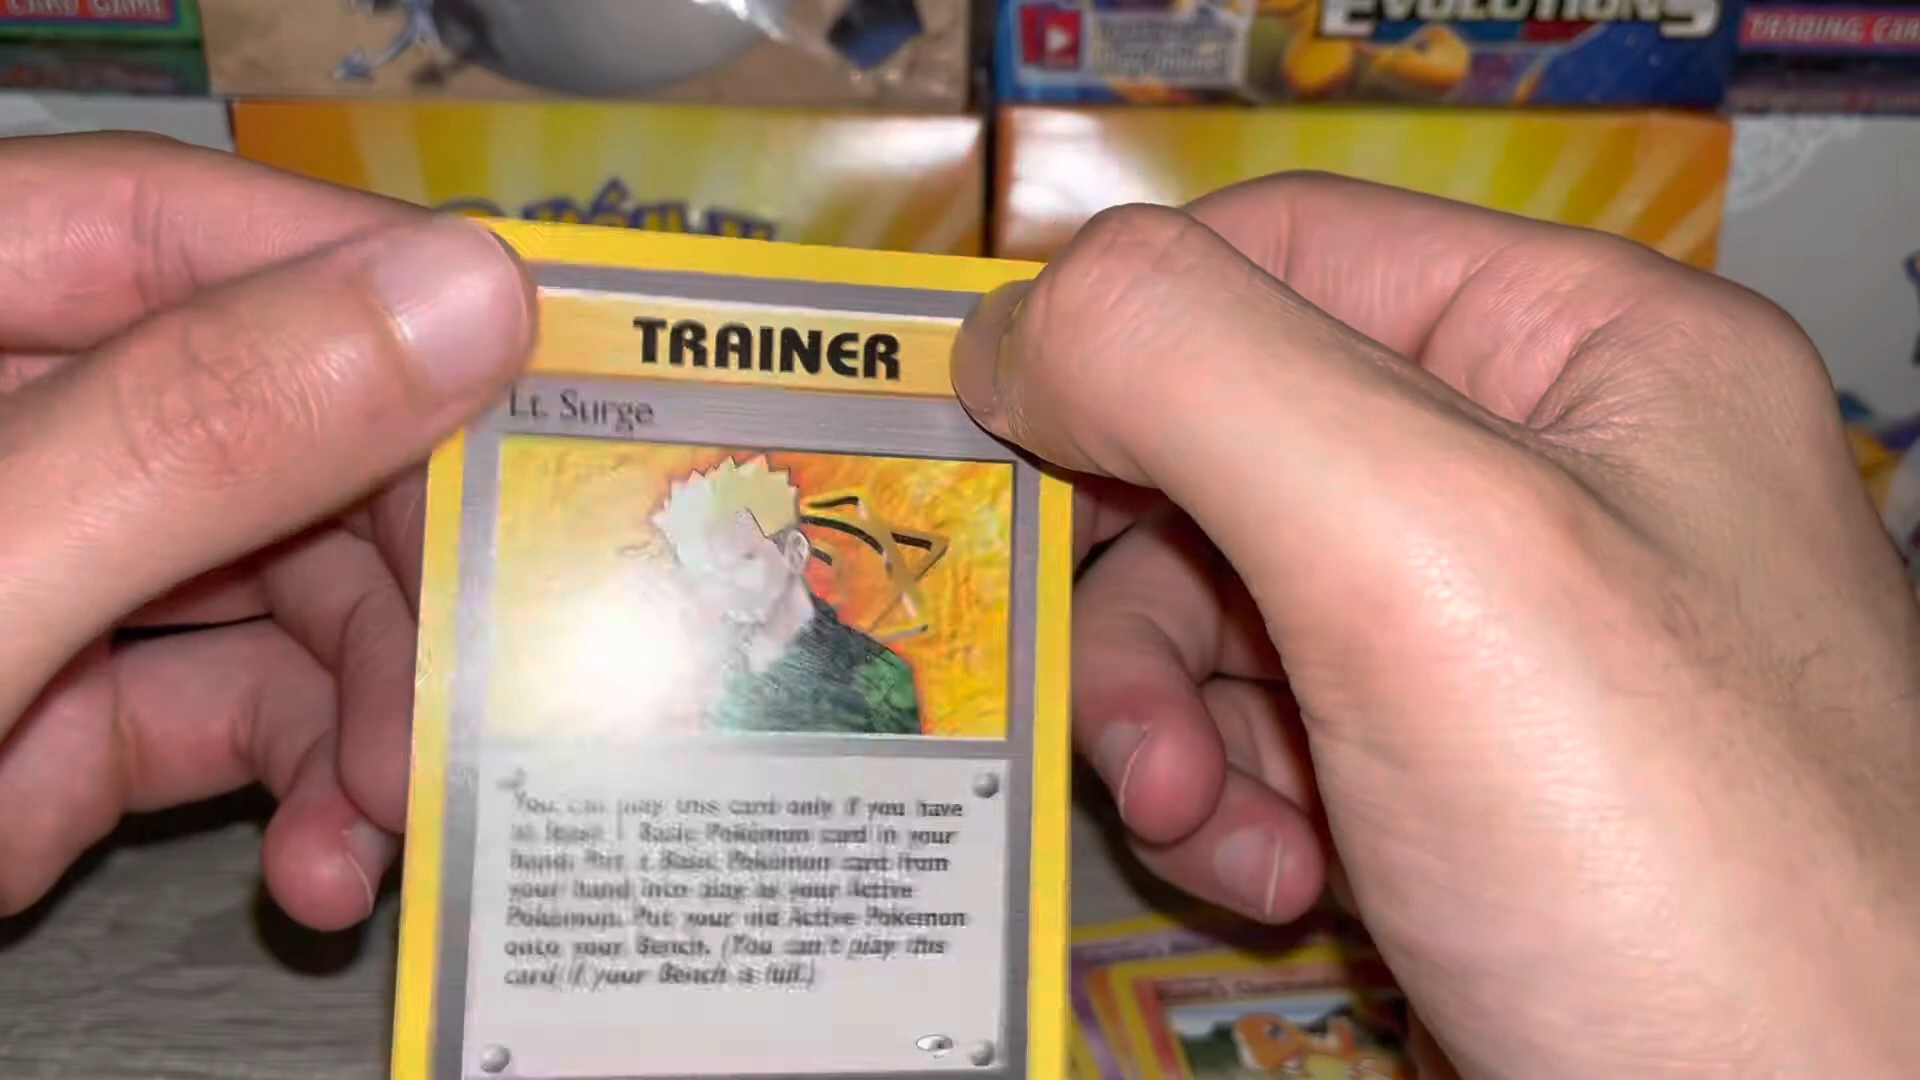 CARD GAME
EVOLUTIONS
TRADING CAR
TRAINER
Lt. Surge
You can play this card only if you have
at least 1 Basic Pokémon card in your
hand. Put a Basic Pokémon card from
your hand into play as your Active
Pokémon. Put your old Active Pokémon
onto your Bench. (You can't play this
card if your Bench is full.)